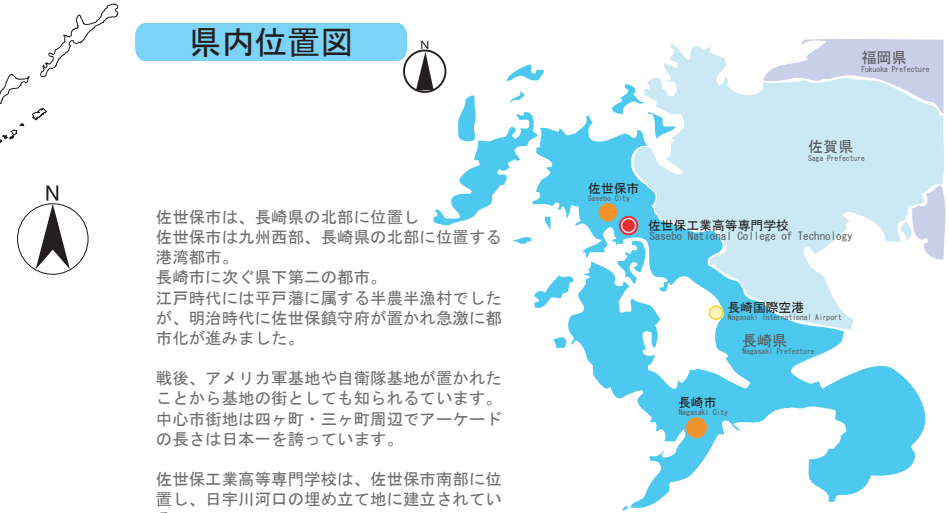 県内位置図
N
N
佐世保市は、長崎県の北部に位置し
佐世保市は九州西部、長崎県の北部に位置する
港湾都市。
長崎市に次ぐ県下第二の都市。
江戸時代には平戸藩に属する半農半漁村でした
が、明治時代に佐世保鎮守府が置かれ急激に都
市化が進みました。
戦後、アメリカ軍基地や自衛隊基地が置かれた
ことから基地の街としても知られるています。
中心市街地は四ヶ町・三ヶ町周辺でアーケード
の長さは日本一を誇っています。
佐世保工業高等専門学校は、佐世保市南部に位
置し、日宇川河口の埋め立て地に建立されてい
福岡県
Fukuoka Prefecture
佐賀県
Saga Prefecture
佐世保市
Sasebo City
佐世保工業高等専門学校
Sasebo National College of Technology
長崎国際空港
Nagasaki International Airport
長崎県
Nagasaki Prefecture
長崎市
Nagasaki City